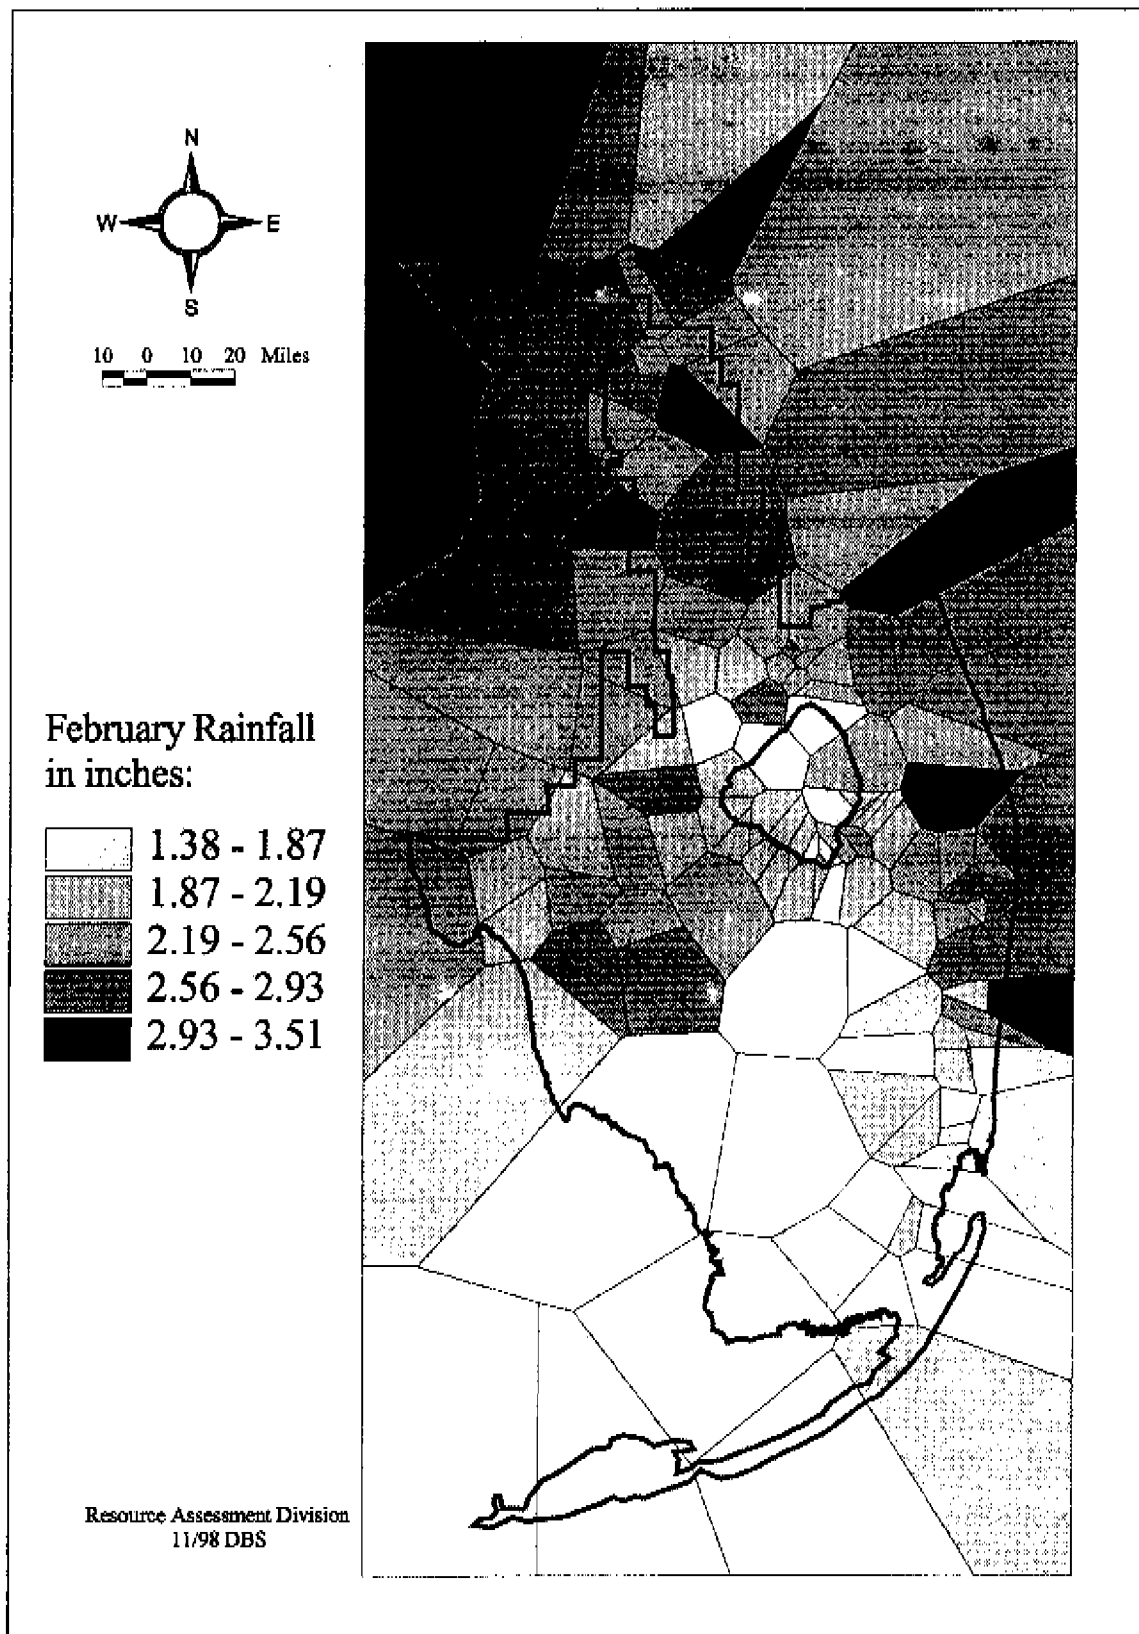 N
W E
S
10 0 10 20 Miles
February Rainfall
in inches:
1.38 - 1.87
1.87 - 2.19
2.19 - 2.56
2.56 - 2.93
2.93 - 3.51
Resource Assessment Division
11/98 DBS